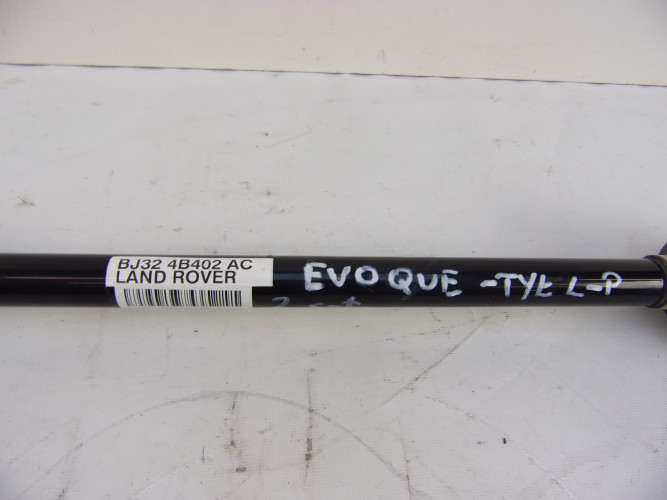 BJ32 4B402 AC
LAND ROVER
EVOQUE -TYŁ L-P